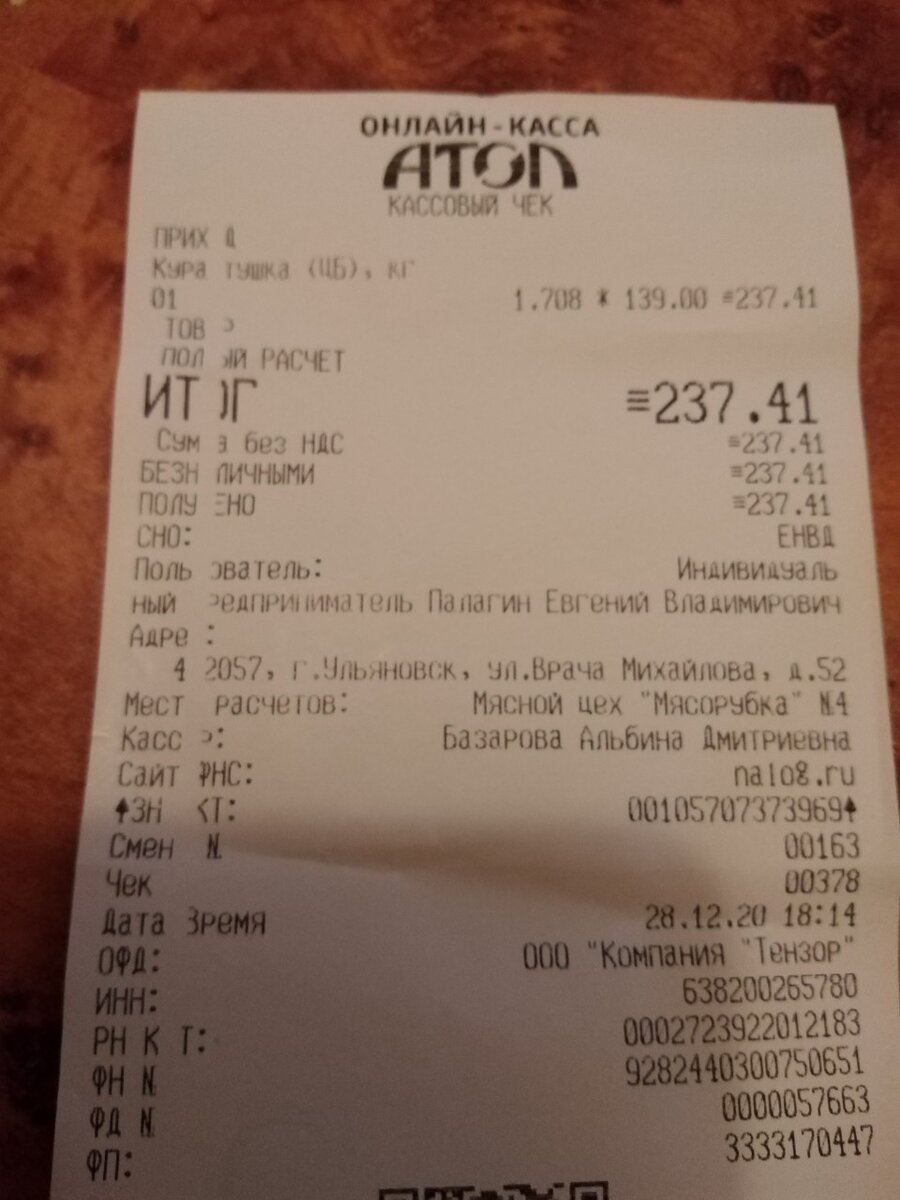 ОНЛАЙН-КАССА
АТОЛ
КАССОВЫЙ ЧЕК
ПРИХ Д
Кура тушка (ЦБ), кг
01 1.708 * 139.00 ≡237.41
ТОВ Р
ПОЛ ЫЙ РАСЧЕТ
ИТОГ ≡237.41
Сум а без НДС ≡237.41
БЕЗН ЛИЧНЫМИ ≡237.41
ПОЛУ ЕНО ≡237.41
СНО: ЕНВД
Поль ователь: Индивидуаль
ный редприниматель Палагин Евгений Владимирович
Адре :
4 2057, г.Ульяновск, ул.Врача Михайлова, д.52
Мест расчетов: Мясной цех "Мясорубка" №4
Касс р: Базарова Альбина Дмитриевна
Сайт ФНС: nalog.ru
ЗН КТ: 00105707373969
Смен № 00163
Чек 00378
Дата Время 28.12.20 18:14
ОФД: ООО "Компания "Тензор"
ИНН: 638200265780
РН К Т: 0002723922012183
ФН № 9282440300750651
ФД № 0000057663
ФП: 3333170447